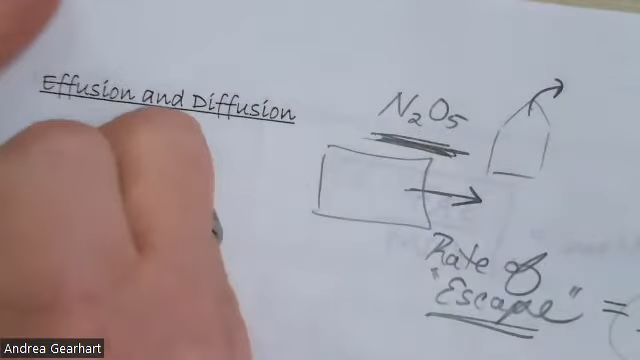 Effusion and Diffusion
N₂O₅
Rate of
"Escape" =
Andrea Gearhart